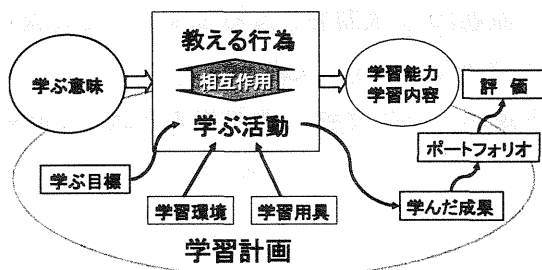 教える行為
相互作用
学ぶ活動
学ぶ意味
学習能力
学習内容
評 価
ポートフォリオ
学んだ成果
学ぶ目標
学習環境
学習用具
学習計画